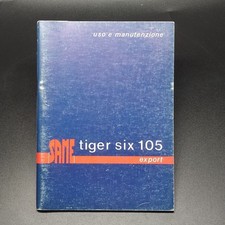 uso e manutenzione
SAME tiger six 105
export